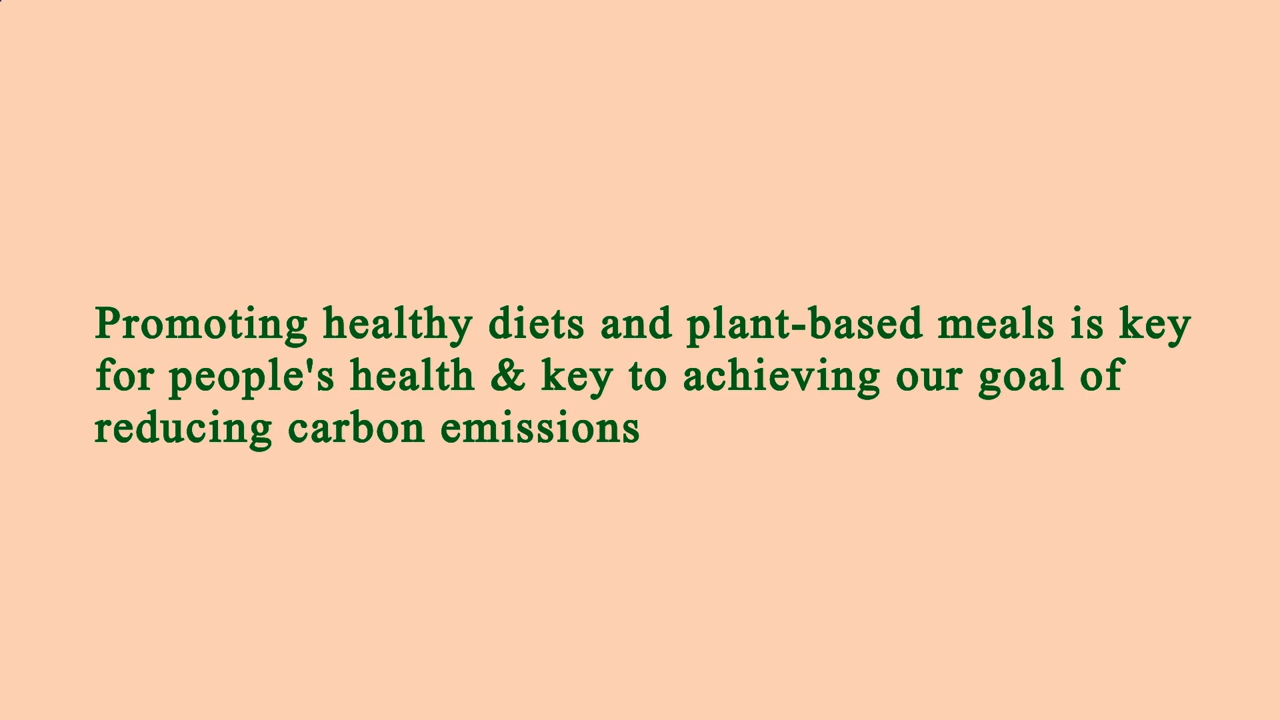 Promoting healthy diets and plant-based meals is key
for people's health & key to achieving our goal of
reducing carbon emissions